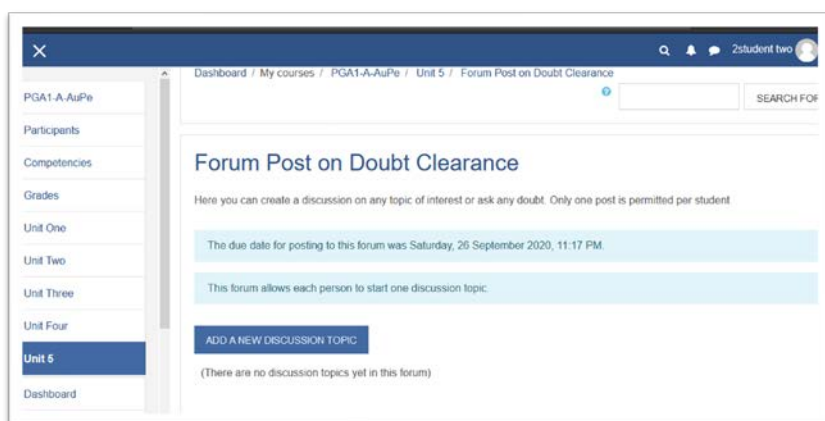 2student two
Dashboard / My courses / PGA1-A-AuPe / Unit 5 / Forum Post on Doubt Clearance
SEARCH FOR
PGA1-A-AuPe
Participants
Competencies
Grades
Unit One
Unit Two
Unit Three
Unit Four
Unit 5
Dashboard
Forum Post on Doubt Clearance
Here you can create a discussion on any topic of interest or ask any doubt. Only one post is permitted per student
The due date for posting to this forum was Saturday, 26 September 2020, 11:17 PM.
This forum allows each person to start one discussion topic.
ADD A NEW DISCUSSION TOPIC
(There are no discussion topics yet in this forum)